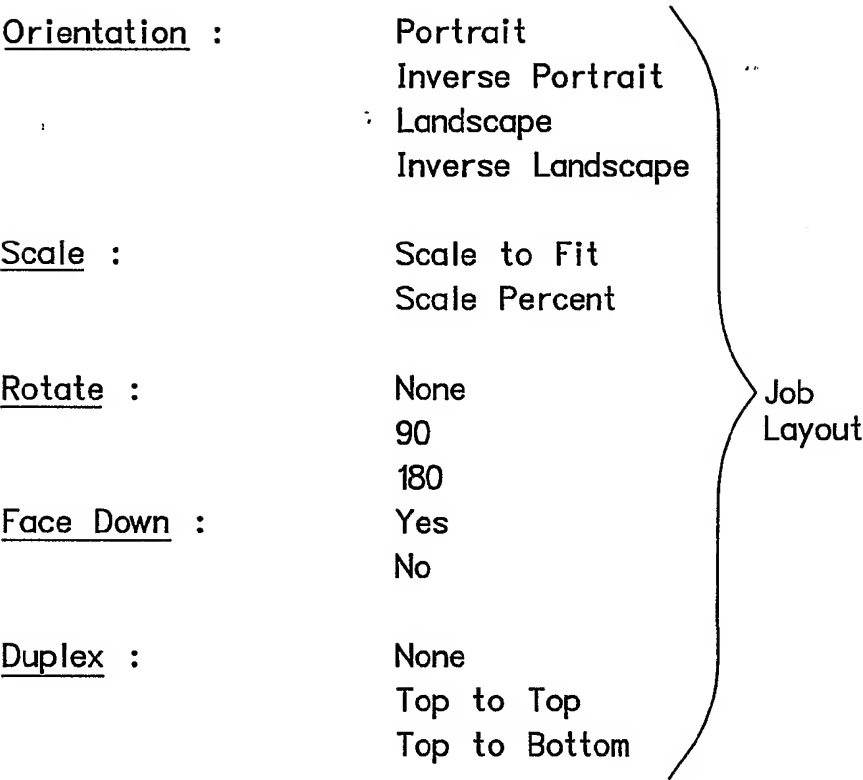 Orientation : Portrait
Inverse Portrait
Landscape
Inverse Landscape
Scale : Scale to Fit
Scale Percent
Rotate : None
90
180
Face Down : Yes
No
Duplex : None
Top to Top
Top to Bottom
Job
Layout